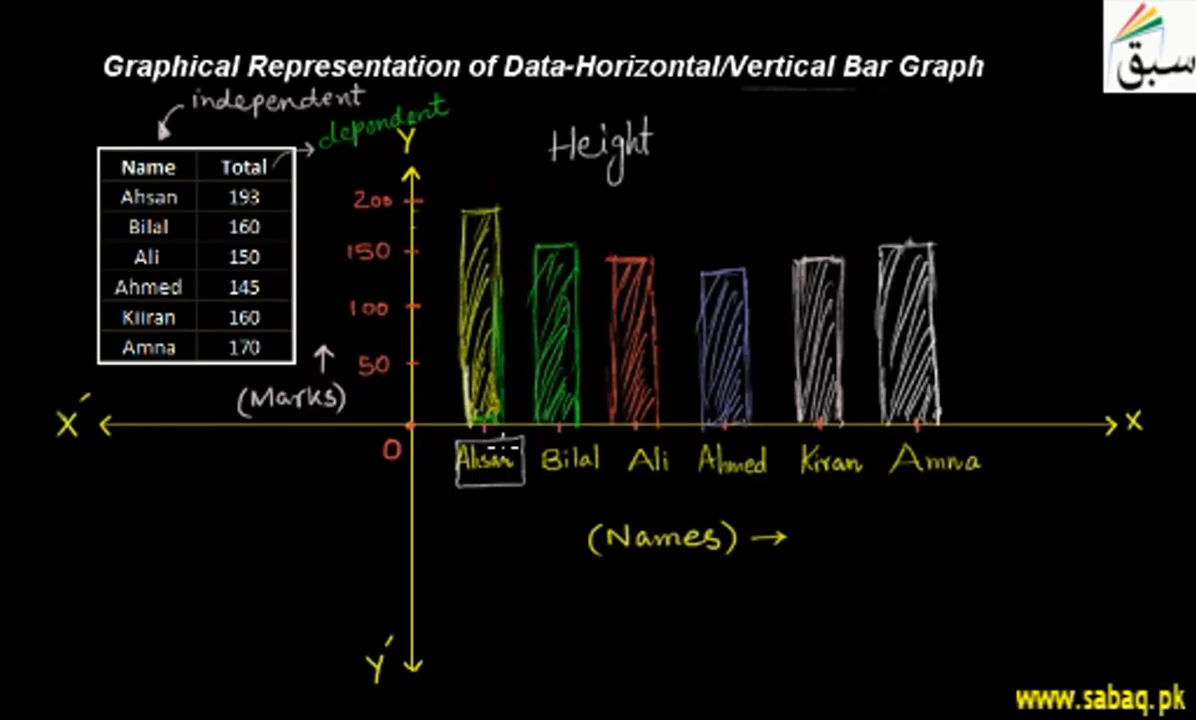 سبق
Graphical Representation of Data-Horizontal/Vertical Bar Graph
independent
dependent
Height
Name Total
Ahsan 193
Bilal 160
Ali 150
Ahmed 145
Kiiran 160
Amna 170
(Marks)
Y
200
150
100
50
0
X′
X
Ahsan Bilal Ali Ahmed Kiran Amna
(Names)
Y′
www.sabaq.pk